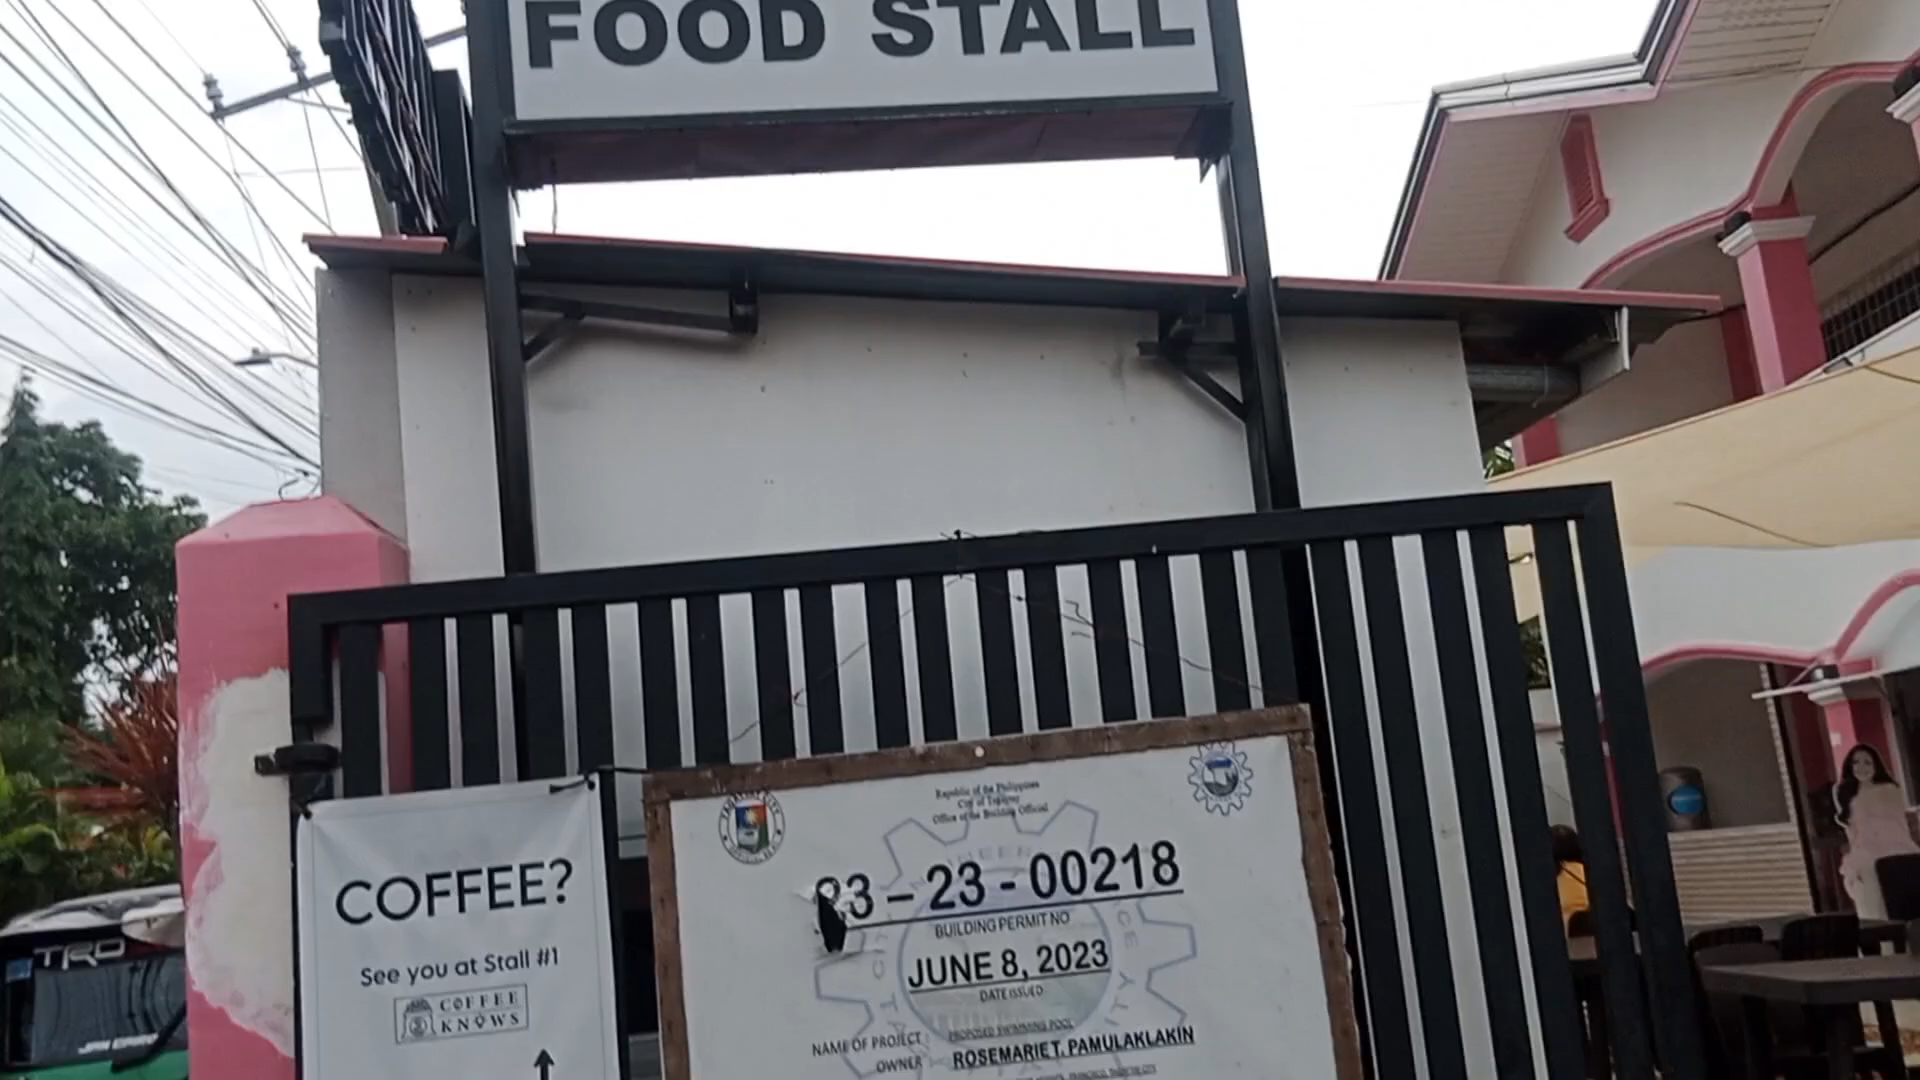 FOOD STALL
COFFEE?
See you at Stall #1
COFFEE
KNOWS
Republic of the Philippines
City of Tagaytay
Office of the Building Official
3 – 23 - 00218
BUILDING PERMIT NO
JUNE 8, 2023
DATE ISSUED
NAME OF PROJECT : PROPOSED SWIMMING POOL
OWNER : ROSEMARIE T. PAMULAKLAKIN
TRD